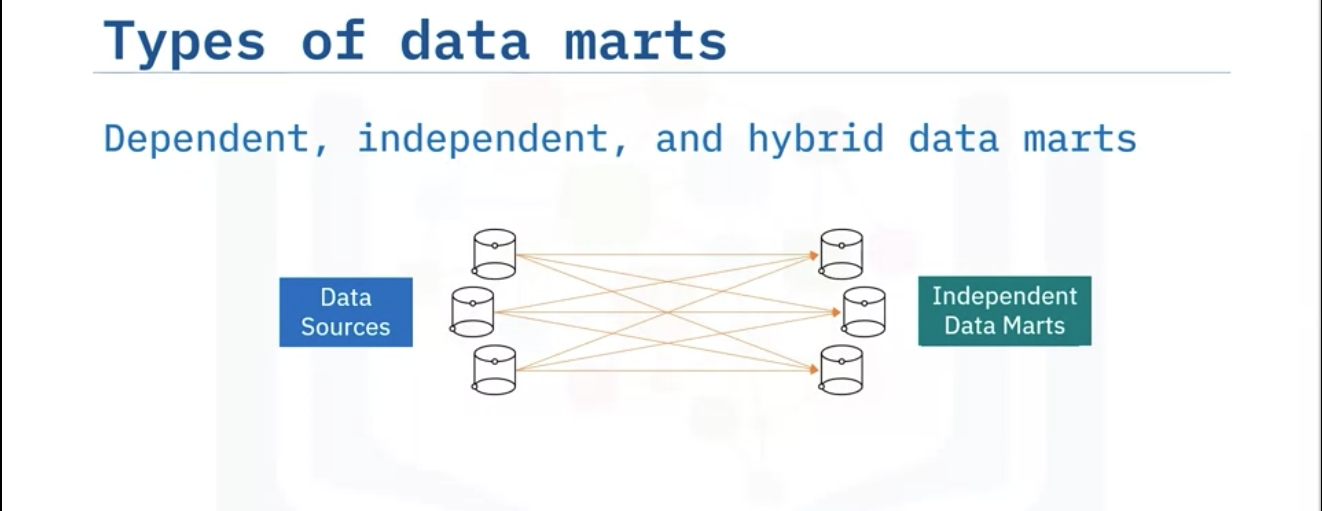 Types of data marts
Dependent, independent, and hybrid data marts
Data
Sources
Independent
Data Marts